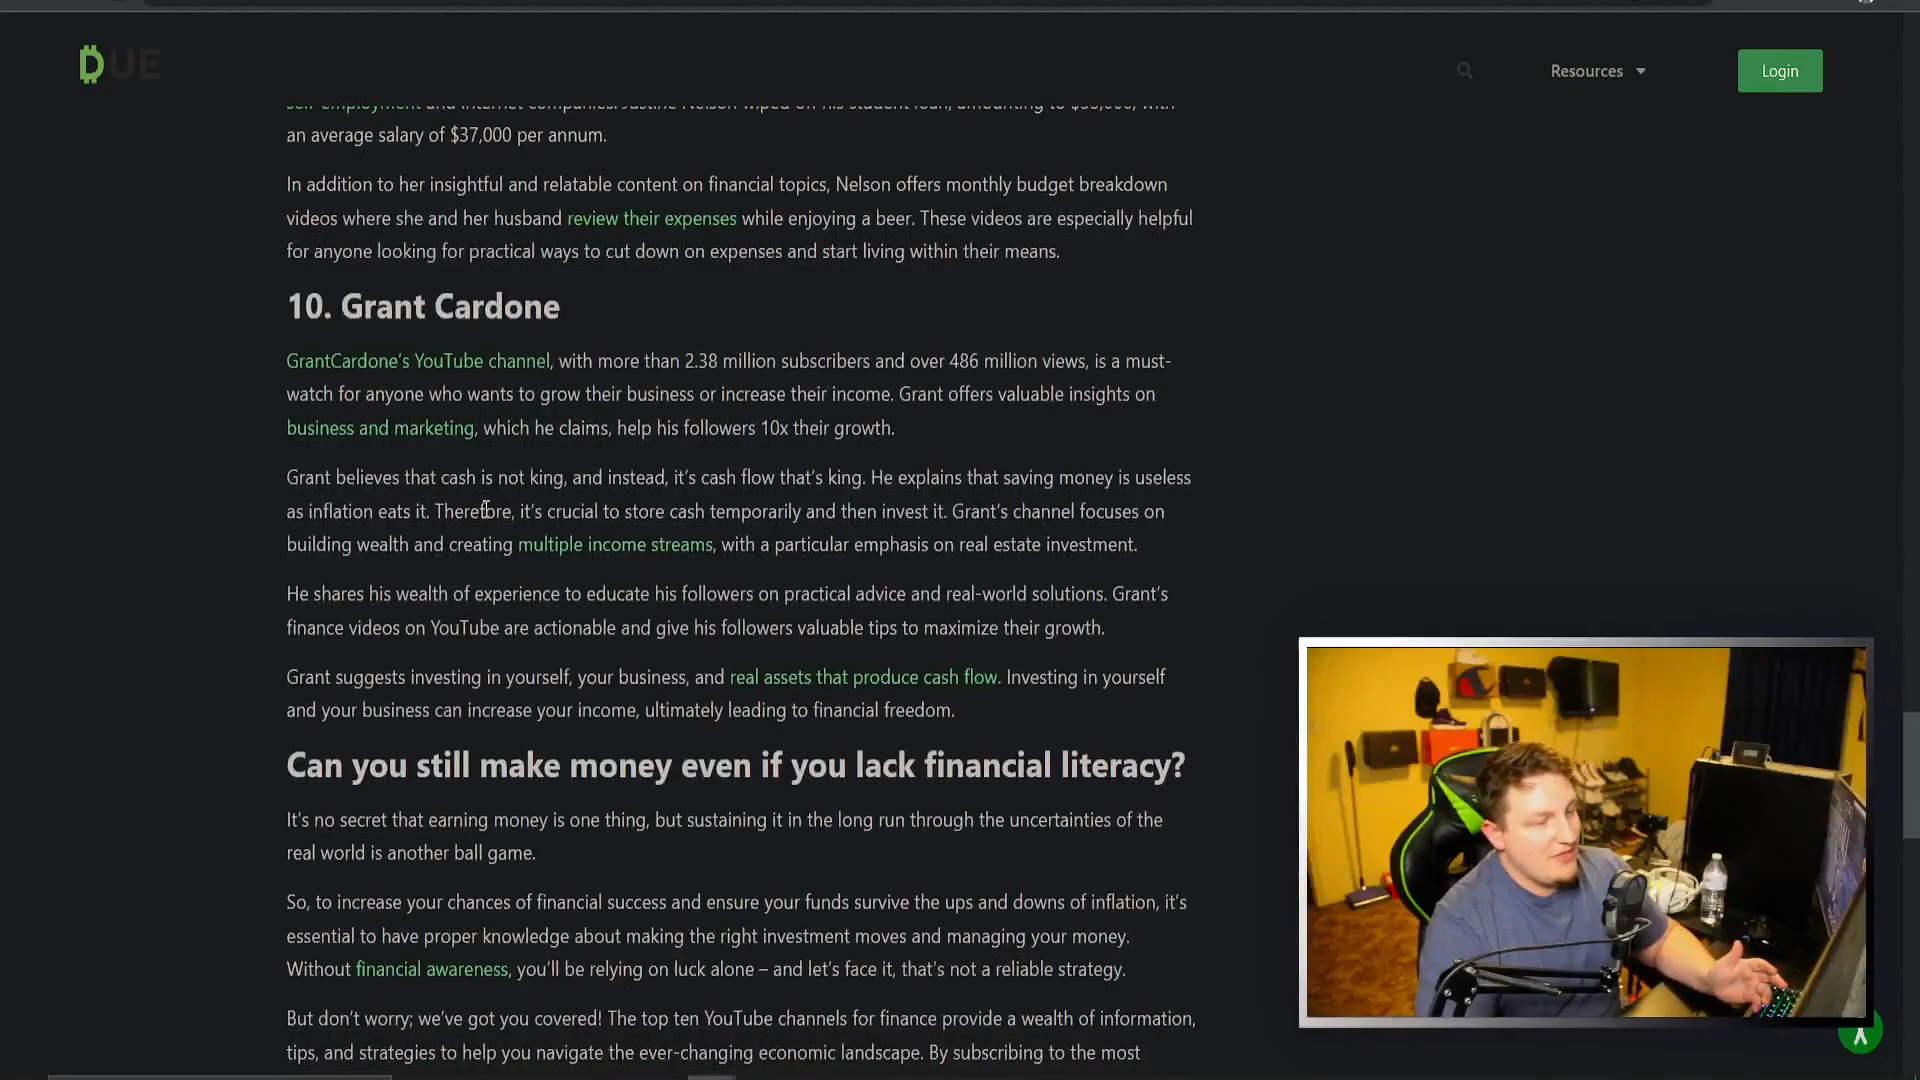 DUE
Resources
Login
self-employment and internet companies. Justine Nelson wiped off his student loan, amounting to $35,000, with
an average salary of $37,000 per annum.
In addition to her insightful and relatable content on financial topics, Nelson offers monthly budget breakdown
videos where she and her husband review their expenses while enjoying a beer. These videos are especially helpful
for anyone looking for practical ways to cut down on expenses and start living within their means.
10. Grant Cardone
GrantCardone’s YouTube channel, with more than 2.38 million subscribers and over 486 million views, is a must-
watch for anyone who wants to grow their business or increase their income. Grant offers valuable insights on
business and marketing, which he claims, help his followers 10x their growth.
Grant believes that cash is not king, and instead, it’s cash flow that’s king. He explains that saving money is useless
as inflation eats it. Therefore, it’s crucial to store cash temporarily and then invest it. Grant’s channel focuses on
building wealth and creating multiple income streams, with a particular emphasis on real estate investment.
He shares his wealth of experience to educate his followers on practical advice and real-world solutions. Grant’s
finance videos on YouTube are actionable and give his followers valuable tips to maximize their growth.
Grant suggests investing in yourself, your business, and real assets that produce cash flow. Investing in yourself
and your business can increase your income, ultimately leading to financial freedom.
Can you still make money even if you lack financial literacy?
It’s no secret that earning money is one thing, but sustaining it in the long run through the uncertainties of the
real world is another ball game.
So, to increase your chances of financial success and ensure your funds survive the ups and downs of inflation, it’s
essential to have proper knowledge about making the right investment moves and managing your money.
Without financial awareness, you’ll be relying on luck alone – and let’s face it, that’s not a reliable strategy.
But don’t worry; we’ve got you covered! The top ten YouTube channels for finance provide a wealth of information,
tips, and strategies to help you navigate the ever-changing economic landscape. By subscribing to the most